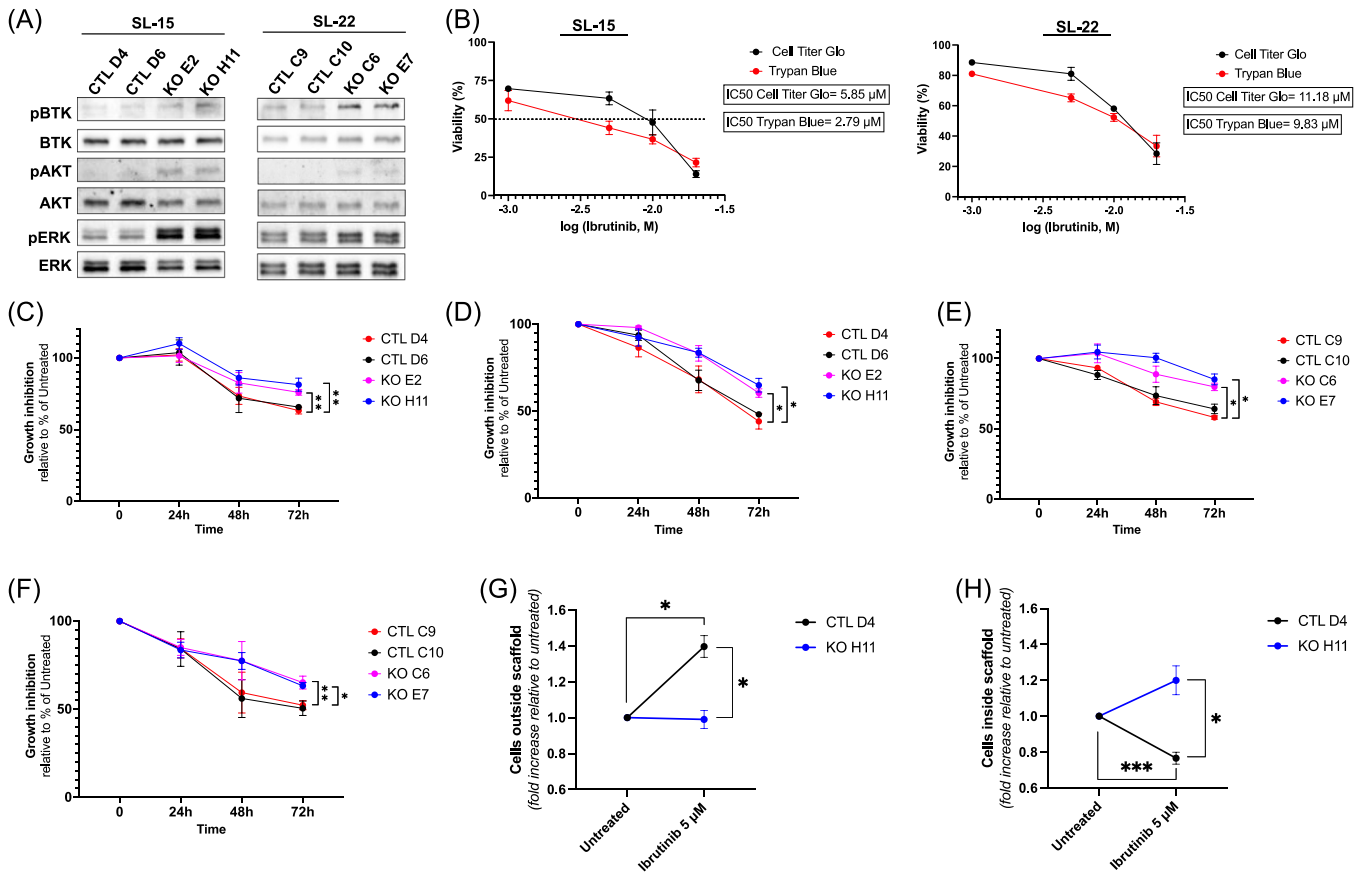 (A)
SL-15
SL-22
CTL D4
CTL D6
KO E2
KO H11
CTL C9
CTL C10
KO C6
KO E7
pBTK
BTK
pAKT
AKT
pERK
ERK
(B)
SL-15
Viability (%)
100
75
50
25
0
-3.0
-2.5
-2.0
-1.5
log (Ibrutinib, M)
Cell Titer Glo
Trypan Blue
IC50 Cell Titer Glo= 5.85 µM
IC50 Trypan Blue= 2.79 µM
SL-22
Viability (%)
100
80
60
40
20
0
-3.0
-2.5
-2.0
-1.5
log (Ibrutinib, M)
Cell Titer Glo
Trypan Blue
IC50 Cell Titer Glo= 11.18 µM
IC50 Trypan Blue= 9.83 µM
(C)
Growth inhibition
relative to % of Untreated
100
50
0
0
24h
48h
72h
Time
**
**
CTL D4
CTL D6
KO E2
KO H11
(D)
Growth inhibition
relative to % of Untreated
100
50
0
0
24h
48h
72h
Time
*
*
CTL D4
CTL D6
KO E2
KO H11
(E)
Growth inhibition
relative to % of Untreated
100
50
0
0
24h
48h
72h
Time
*
*
CTL C9
CTL C10
KO C6
KO E7
(F)
Growth inhibition
relative to % of Untreated
100
50
0
0
24h
48h
72h
Time
**
*
CTL C9
CTL C10
KO C6
KO E7
(G)
Cells outside scaffold
(fold increase relative to untreated)
1.6
1.4
1.2
1.0
0.8
0.6
Untreated
Ibrutinib 5 µM
*
*
CTL D4
KO H11
(H)
Cells inside scaffold
(fold increase relative to untreated)
1.6
1.4
1.2
1.0
0.8
0.6
Untreated
Ibrutinib 5 µM
***
*
CTL D4
KO H11